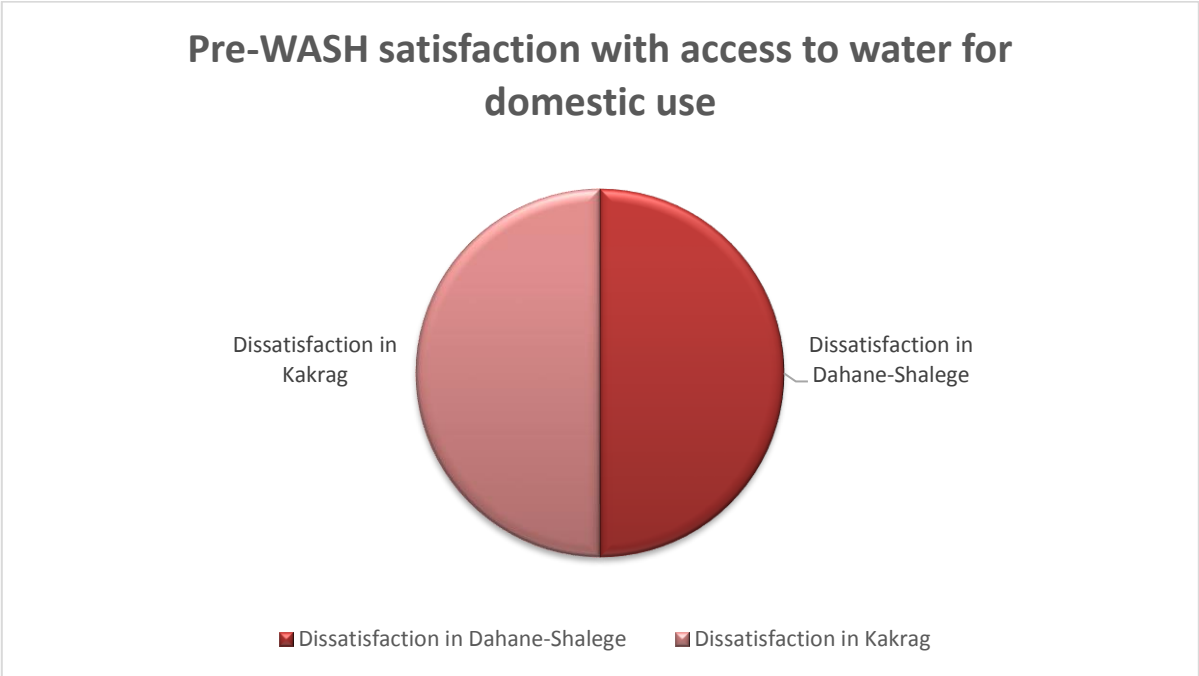 Pre-WASH satisfaction with access to water for
domestic use
Dissatisfaction in
Kakrag
Dissatisfaction in
Dahane-Shalege
Dissatisfaction in Dahane-Shalege
Dissatisfaction in Kakrag